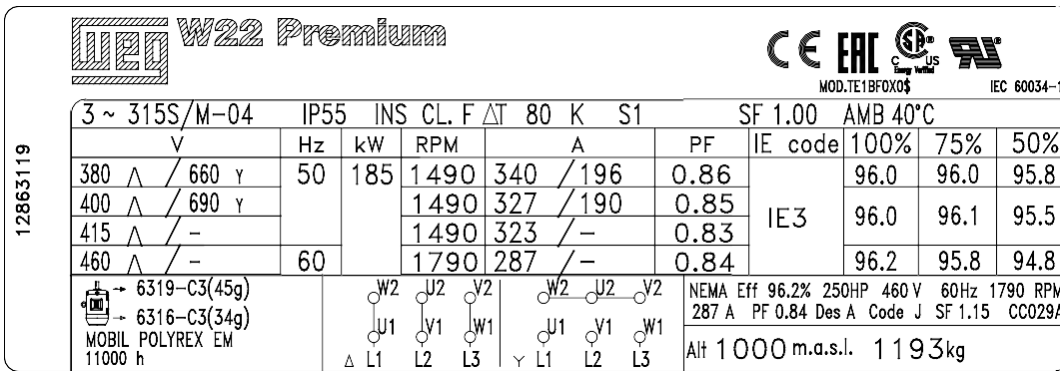 WEG W22 Premium
CE EAC CSA C US Energy Verified
MOD.TE1BF0X0$ IEC 60034-1
12863119
3 ~ 315S/M-04 IP55 INS CL. F ΔT 80 K S1 SF 1.00 AMB 40°C
V Hz kW RPM A PF IE code 100% 75% 50%
380 Δ / 660 Y 50 185 1490 340 / 196 0.86 IE3 96.0 96.0 95.8
400 Δ / 690 Y 1490 327 / 190 0.85 96.0 96.1 95.5
415 Δ / - 1490 323 / - 0.83
460 Δ / - 60 1790 287 / - 0.84 96.2 95.8 94.8
→ 6319-C3(45g)
→ 6316-C3(34g)
MOBIL POLYREX EM
11000 h
W2 U2 V2
U1 V1 W1
Δ L1 L2 L3
W2 U2 V2
U1 V1 W1
Y L1 L2 L3
NEMA Eff 96.2% 250HP 460 V 60Hz 1790 RPM
287 A PF 0.84 Des A Code J SF 1.15 CC029A
Alt 1000 m.a.s.l. 1193kg